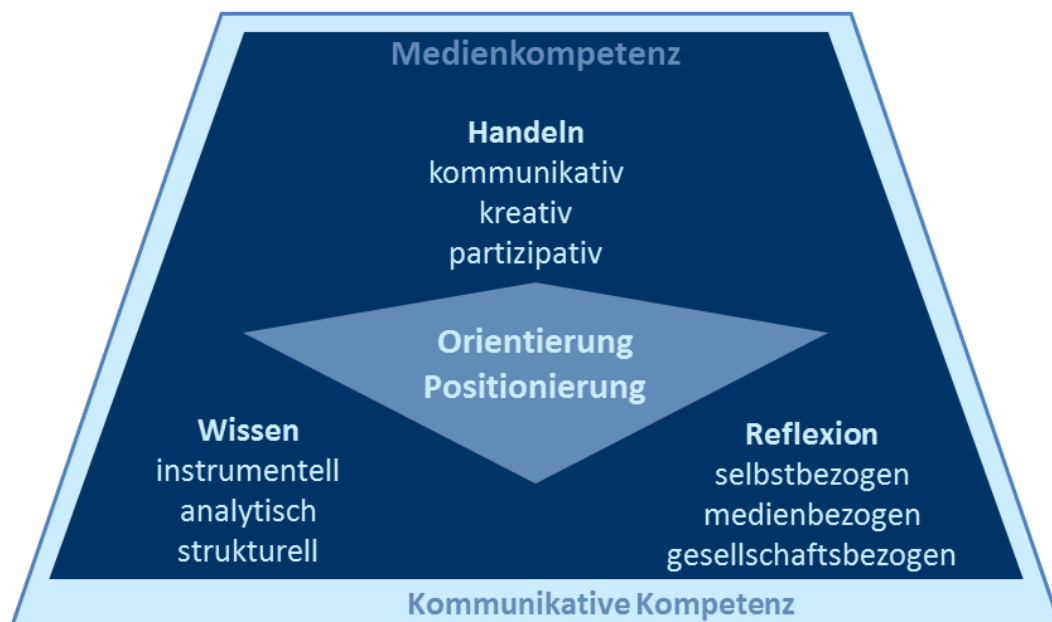 Medienkompetenz
Handeln
kommunikativ
kreativ
partizipativ
Orientierung
Positionierung
Wissen
instrumentell
analytisch
strukturell
Reflexion
selbstbezogen
medienbezogen
gesellschaftsbezogen
Kommunikative Kompetenz